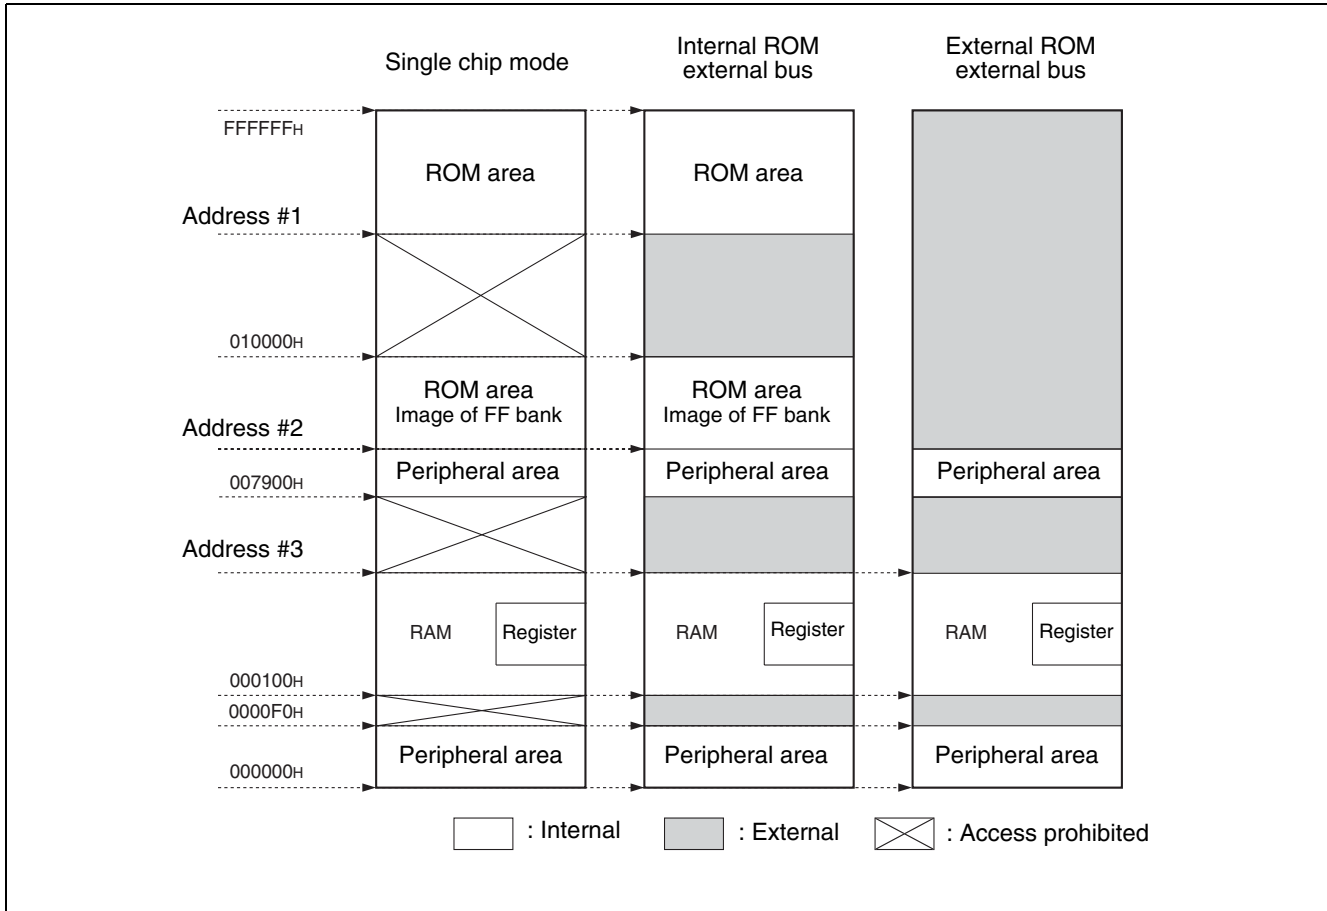 Single chip mode
Internal ROM
external bus
External ROM
external bus
FFFFFFH
ROM area
ROM area
Address #1
010000H
ROM area
Image of FF bank
ROM area
Image of FF bank
Address #2
Peripheral area
Peripheral area
Peripheral area
007900H
Address #3
RAM
Register
RAM
Register
RAM
Register
000100H
0000F0H
Peripheral area
Peripheral area
Peripheral area
000000H
: Internal
: External
: Access prohibited